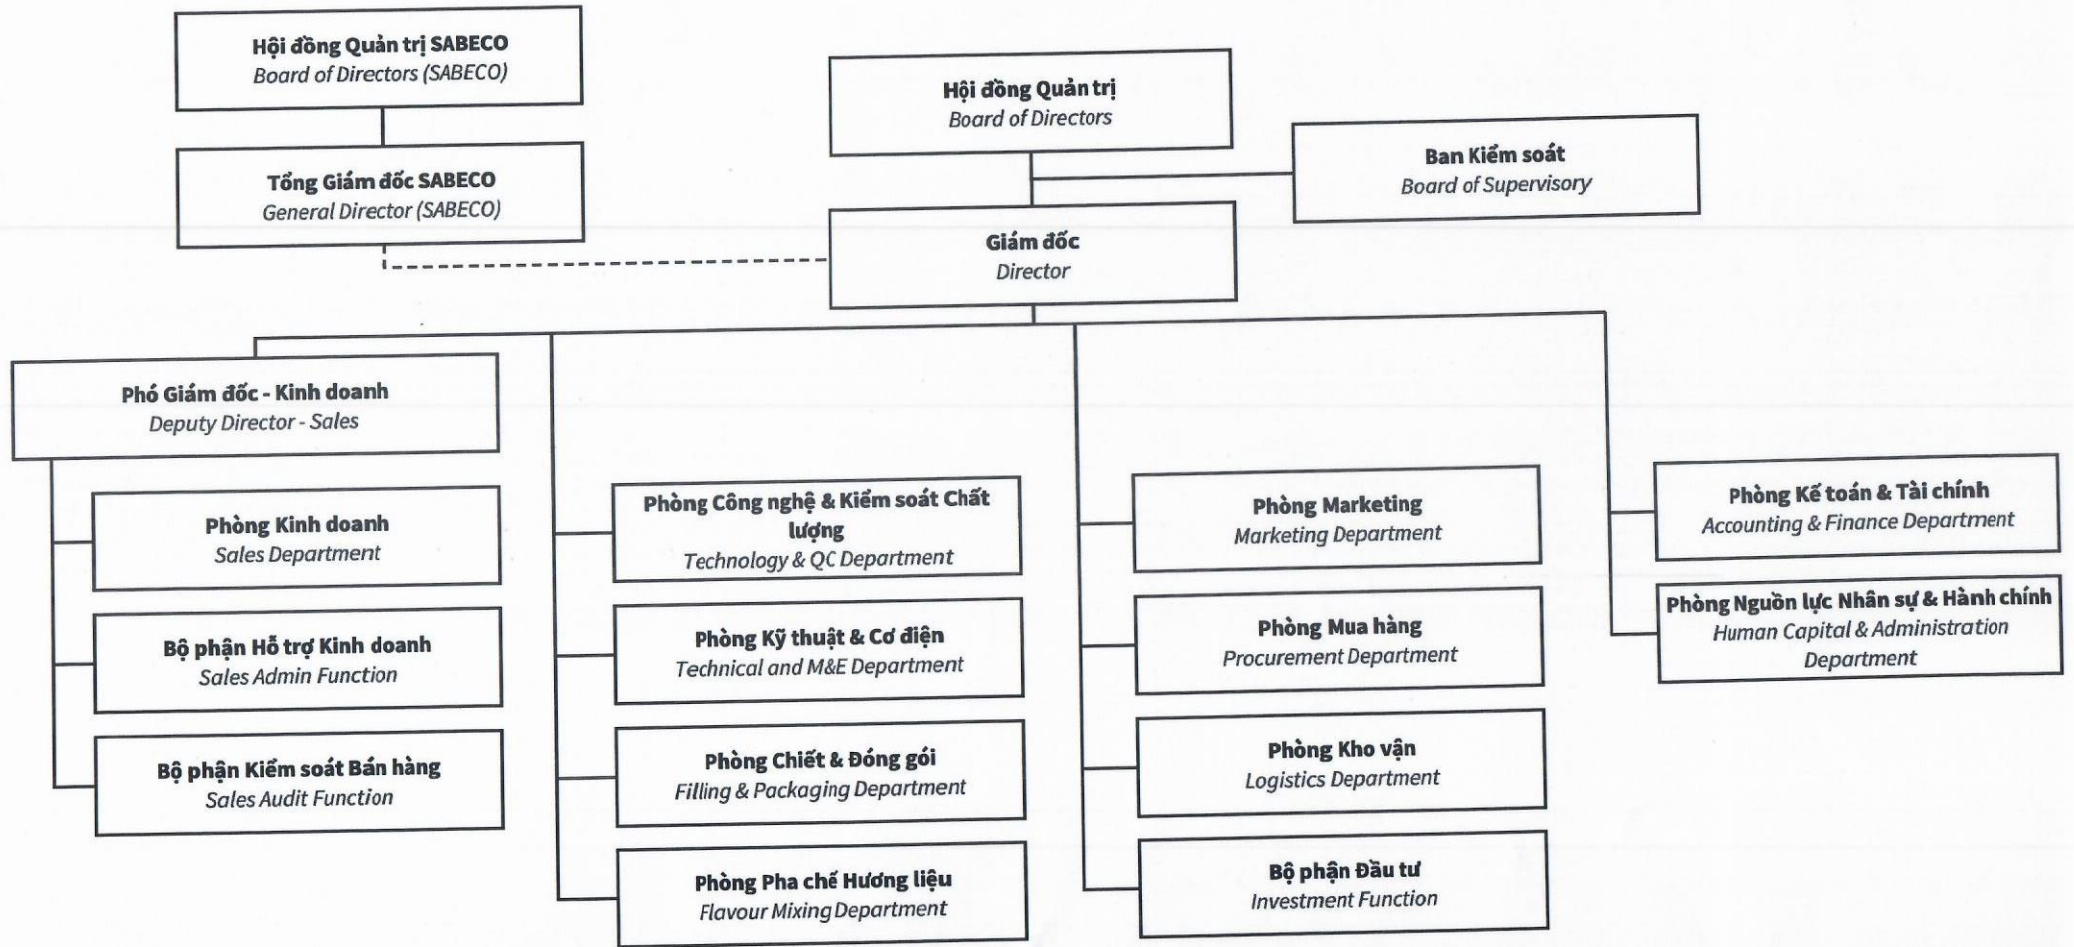 Hội đồng Quản trị SABECO
Board of Directors (SABECO)
Hội đồng Quản trị
Board of Directors
Ban Kiểm soát
Board of Supervisory
Tổng Giám đốc SABECO
General Director (SABECO)
Giám đốc
Director
Phó Giám đốc - Kinh doanh
Deputy Director - Sales
Phòng Kinh doanh
Sales Department
Bộ phận Hỗ trợ Kinh doanh
Sales Admin Function
Bộ phận Kiểm soát Bán hàng
Sales Audit Function
Phòng Công nghệ & Kiểm soát Chất
lượng
Technology & QC Department
Phòng Kỹ thuật & Cơ điện
Technical and M&E Department
Phòng Chiết & Đóng gói
Filling & Packaging Department
Phòng Pha chế Hương liệu
Flavour Mixing Department
Phòng Marketing
Marketing Department
Phòng Mua hàng
Procurement Department
Phòng Kho vận
Logistics Department
Bộ phận Đầu tư
Investment Function
Phòng Kế toán & Tài chính
Accounting & Finance Department
Phòng Nguồn lực Nhân sự & Hành chính
Human Capital & Administration
Department